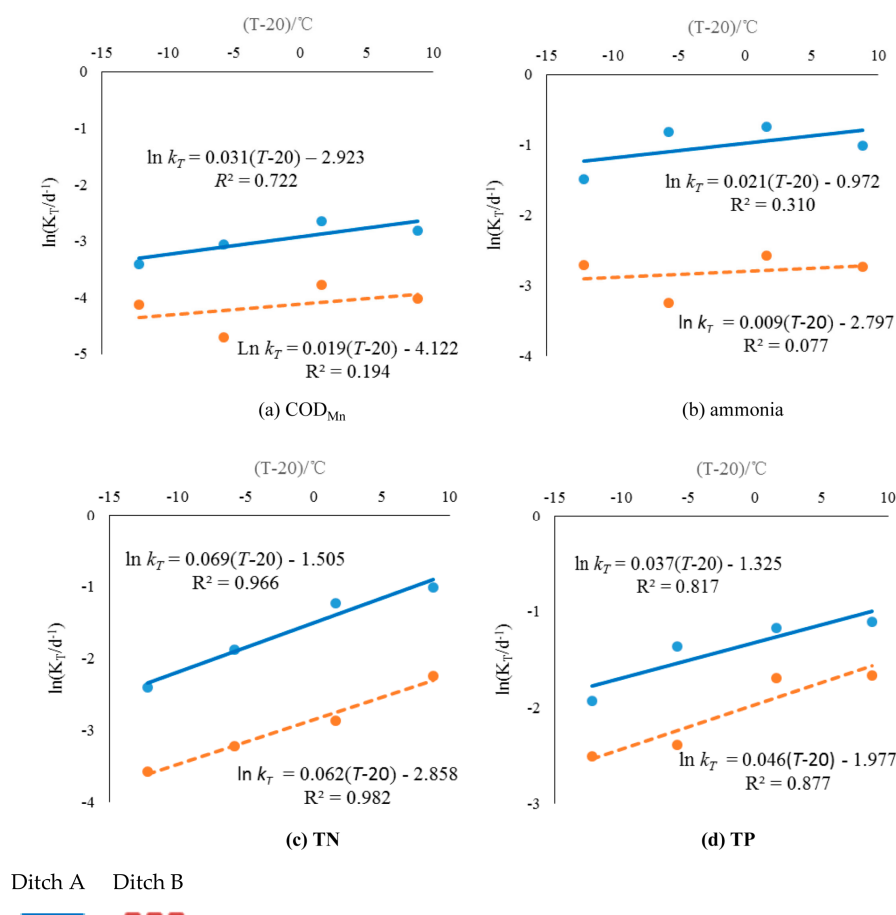 (T-20)/℃
-15 -10 -5 0 5 10
0
-1
-2
-3
-4
-5
ln(K_T/d⁻¹)
ln k_T = 0.031(T-20) – 2.923
R² = 0.722
Ln k_T = 0.019(T-20) - 4.122
R² = 0.194
(a) COD_Mn
(T-20)/℃
-15 -10 -5 0 5 10
0
-1
-2
-3
-4
ln(K_T/d⁻¹)
ln k_T = 0.021(T-20) - 0.972
R² = 0.310
ln k_T = 0.009(T-20) - 2.797
R² = 0.077
(b) ammonia
(T-20)/℃
-15 -10 -5 0 5 10
0
-1
-2
-3
-4
ln(K_T/d⁻¹)
ln k_T = 0.069(T-20) - 1.505
R² = 0.966
ln k_T = 0.062(T-20) - 2.858
R² = 0.982
(c) TN
(T-20)/℃
-15 -10 -5 0 5 10
0
-1
-2
-3
ln(K_T/d⁻¹)
ln k_T = 0.037(T-20) - 1.325
R² = 0.817
ln k_T = 0.046(T-20) - 1.977
R² = 0.877
(d) TP
Ditch A Ditch B